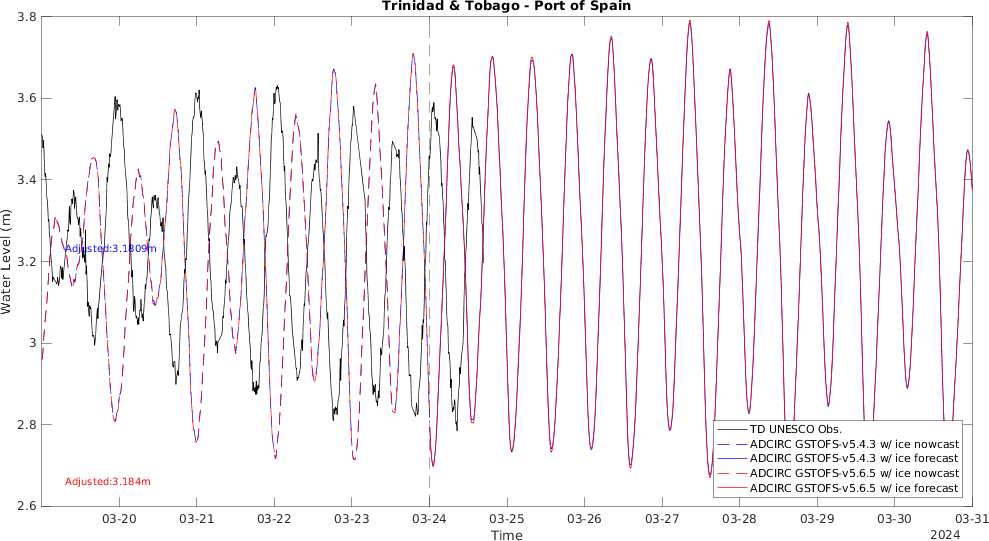 Trinidad & Tobago - Port of Spain
3.8
3.6
3.4
3.2
3
2.8
2.6
Water Level (m)
Adjusted:3.1809m
Adjusted:3.184m
TD UNESCO Obs.
ADCIRC GSTOFS-v5.4.3 w/ ice nowcast
ADCIRC GSTOFS-v5.4.3 w/ ice forecast
ADCIRC GSTOFS-v5.6.5 w/ ice nowcast
ADCIRC GSTOFS-v5.6.5 w/ ice forecast
03-20 03-21 03-22 03-23 03-24 03-25 03-26 03-27 03-28 03-29 03-30 03-31
Time
2024